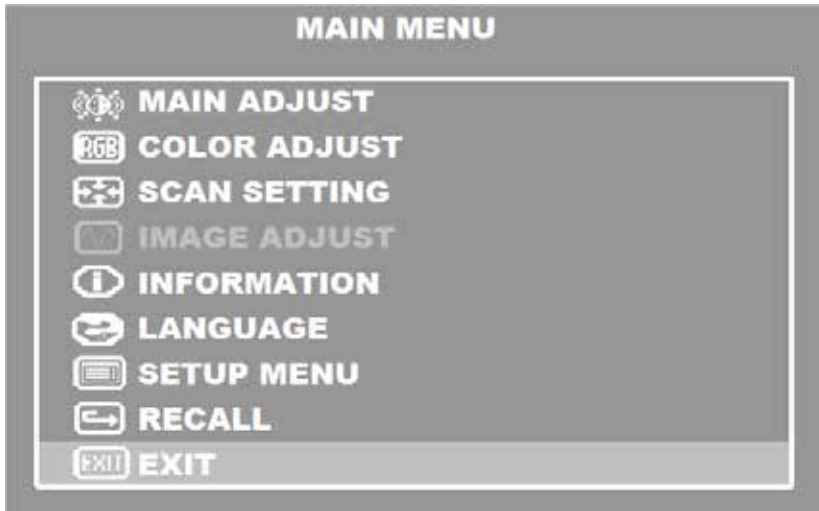 MAIN MENU
MAIN ADJUST
RGB COLOR ADJUST
SCAN SETTING
IMAGE ADJUST
INFORMATION
LANGUAGE
SETUP MENU
RECALL
EXIT EXIT